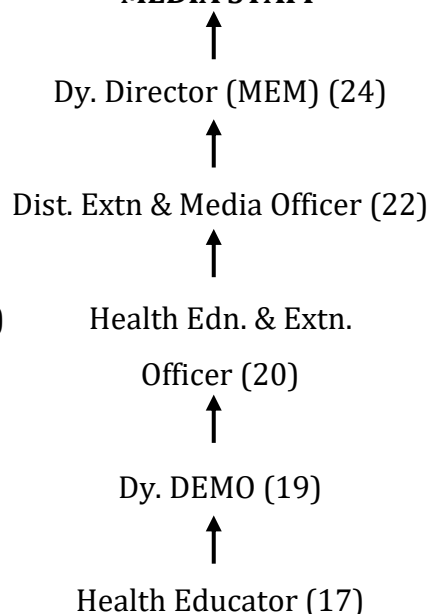 MEDIA STAFF
Dy. Director (MEM) (24)
Dist. Extn & Media Officer (22)
) Health Edn. & Extn.
Officer (20)
Dy. DEMO (19)
Health Educator (17)